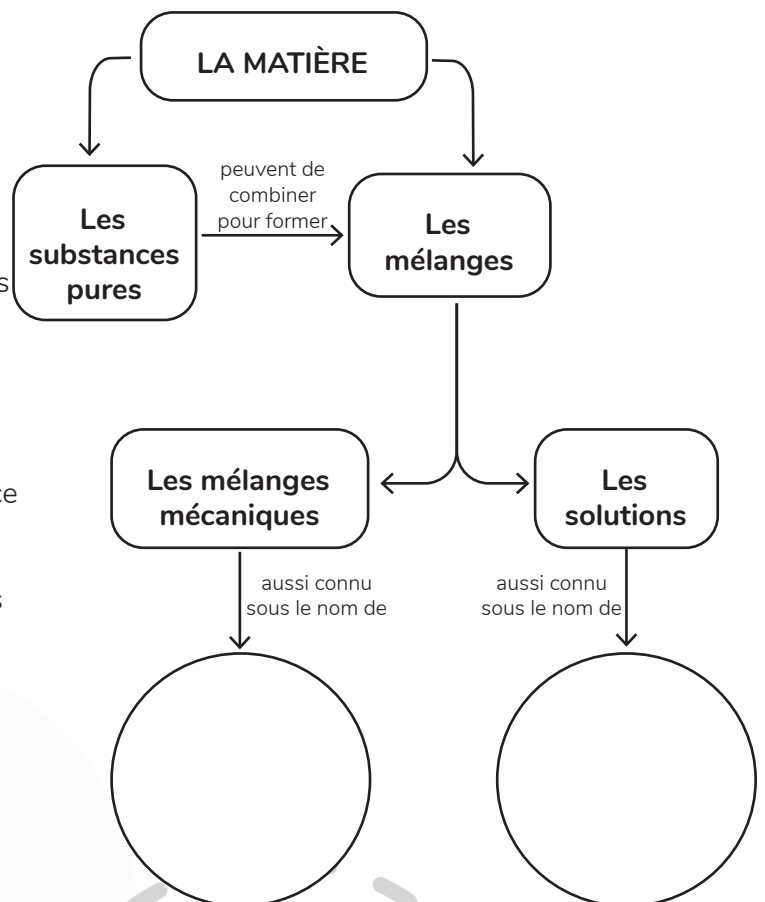 LA MATIÈRE
peuvent de
combiner
pour former
Les
substances
pures
Les
mélanges
s
ce
s
Les mélanges
mécaniques
Les
solutions
aussi connu
sous le nom de
aussi connu
sous le nom de